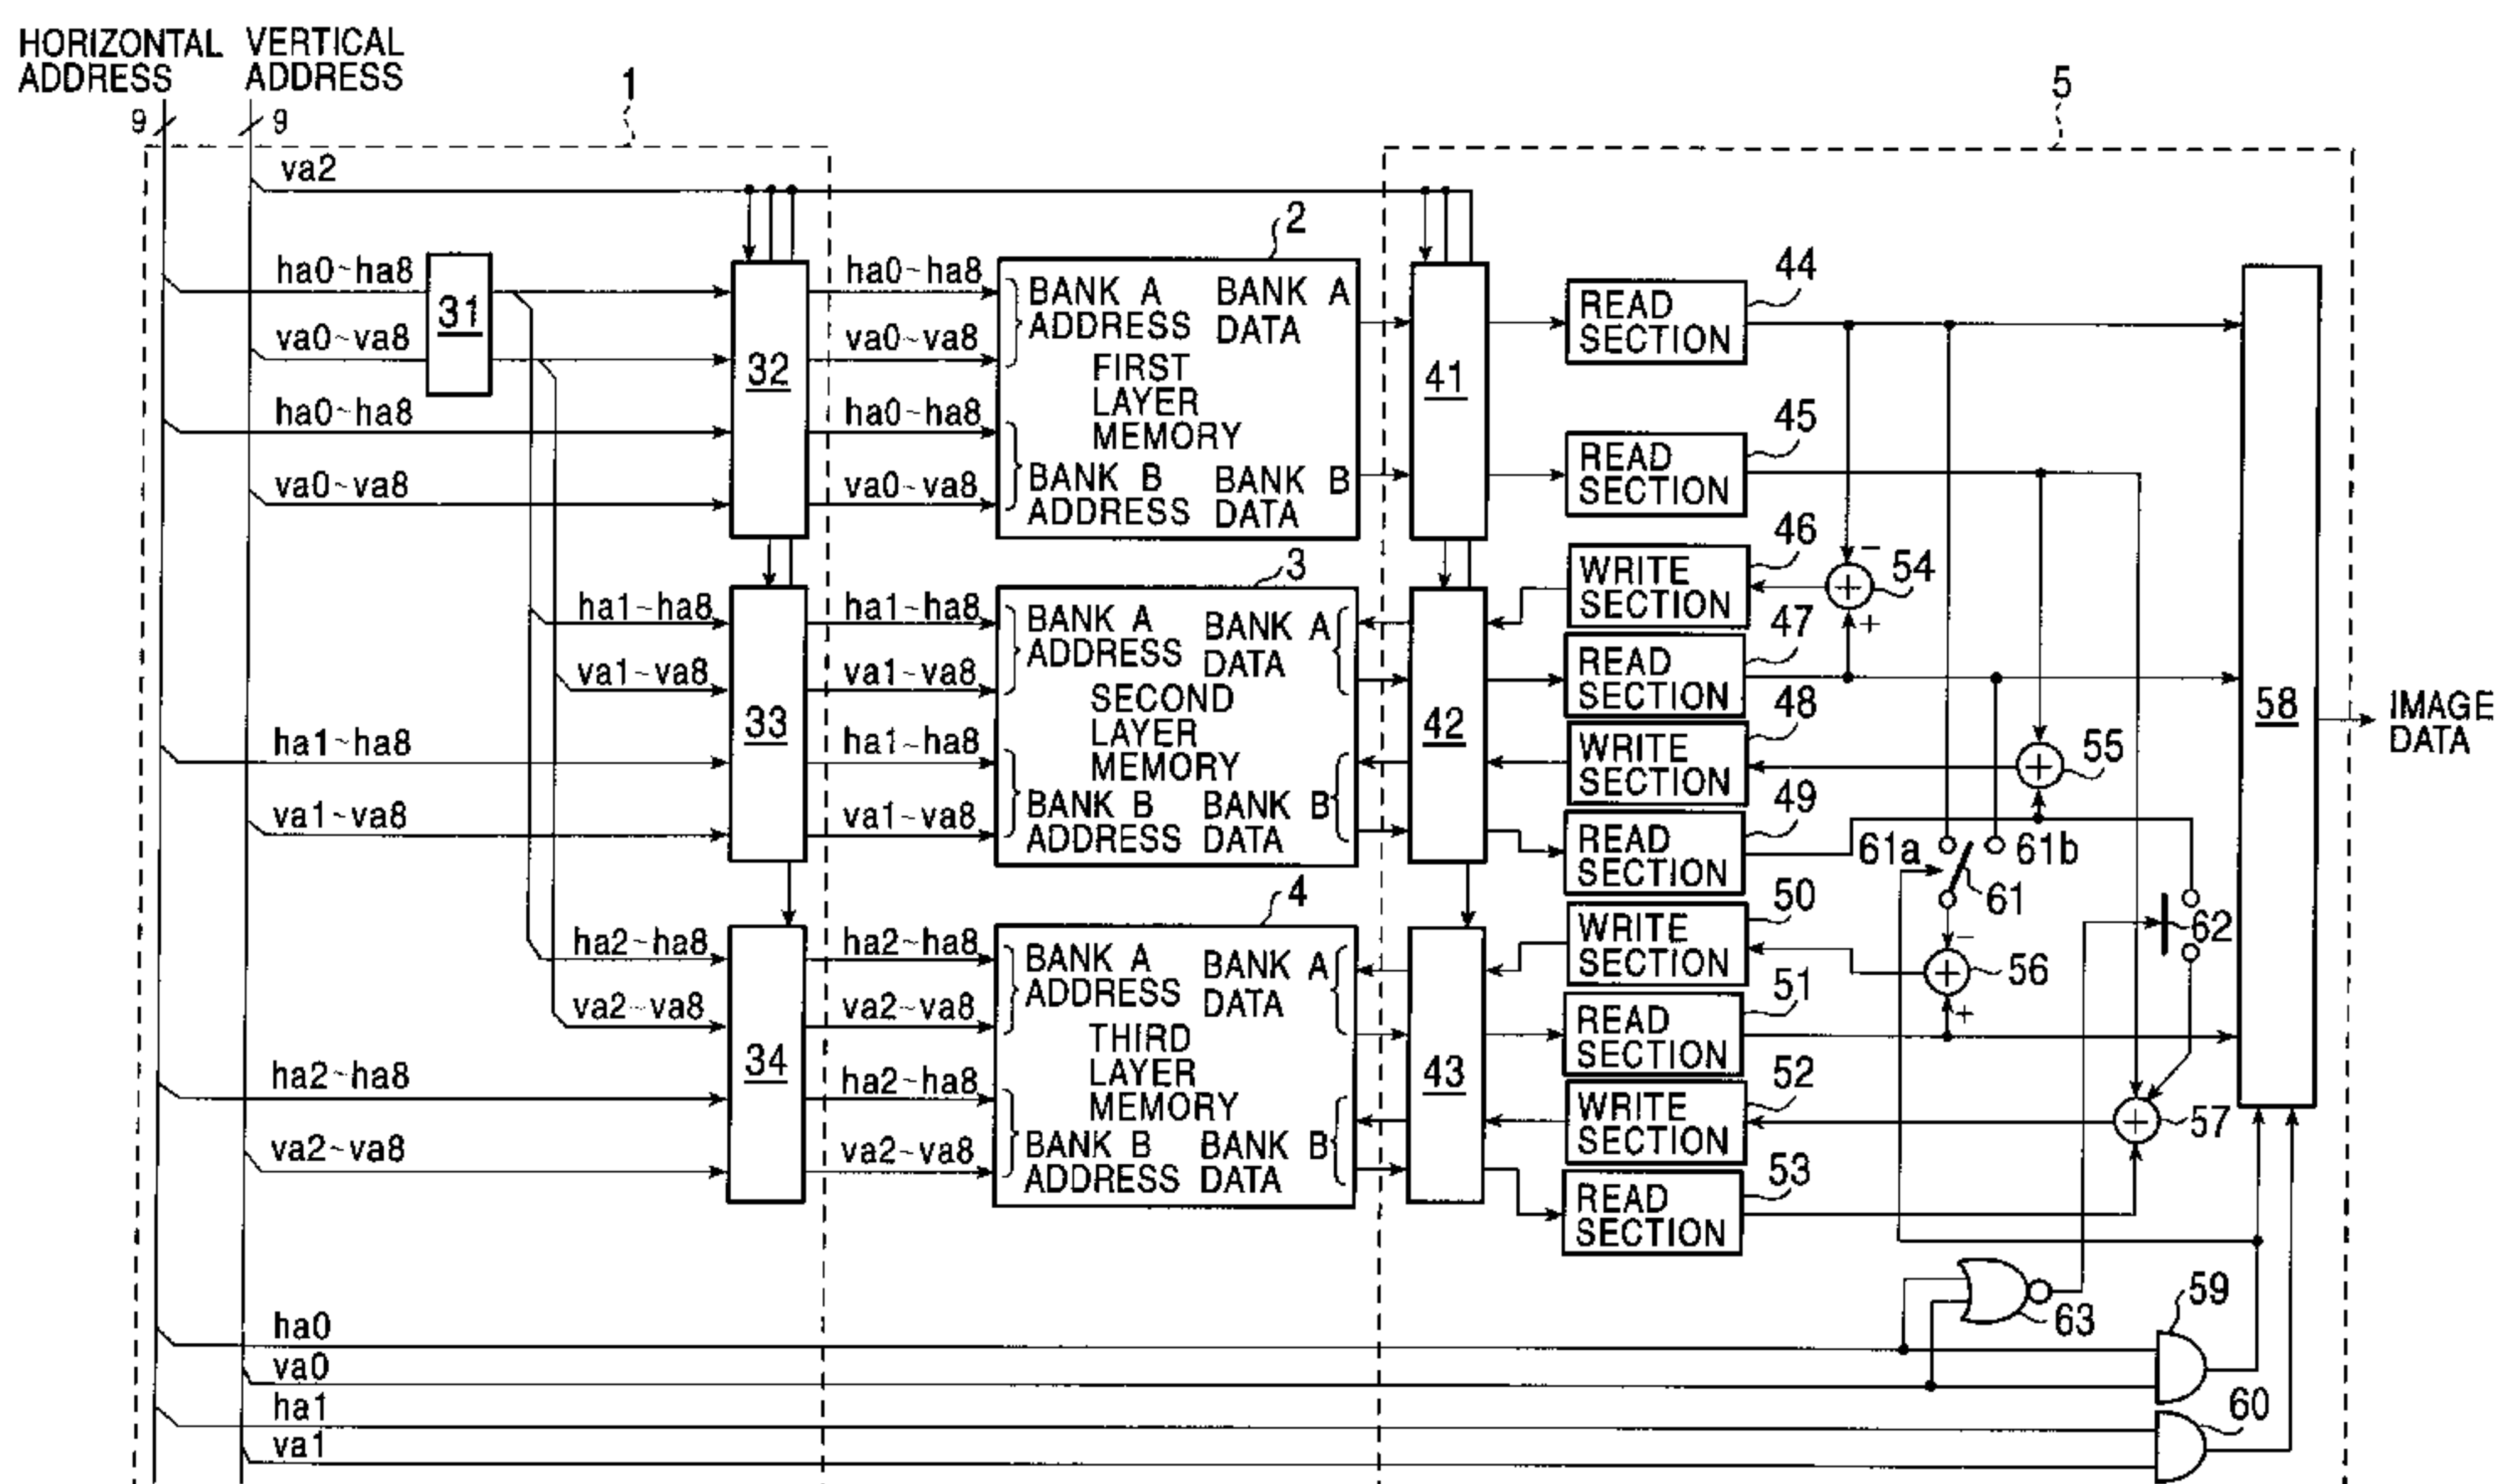 HORIZONTAL
ADDRESS
VERTICAL
ADDRESS
9
9
1
5
va2
2
ha0~ha8
31
va0~va8
ha0~ha8
va0~va8
32
ha0~ha8
va0~va8
ha0~ha8
va0~va8
BANK A
ADDRESS
BANK A
DATA
FIRST
LAYER
MEMORY
BANK B
ADDRESS
BANK B
DATA
41
READ
SECTION
44
READ
SECTION
45
3
ha1~ha8
va1~va8
ha1~ha8
va1~va8
33
ha1~ha8
va1~va8
ha1~ha8
va1~va8
BANK A
ADDRESS
BANK A
DATA
SECOND
LAYER
MEMORY
BANK B
ADDRESS
BANK B
DATA
42
WRITE
SECTION
46
−
+
54
+
READ
SECTION
47
WRITE
SECTION
48
+
55
READ
SECTION
49
61a
61b
61
62
58
IMAGE
DATA
4
ha2~ha8
va2~va8
ha2~ha8
va2~va8
34
ha2~ha8
va2~va8
ha2~ha8
va2~va8
BANK A
ADDRESS
BANK A
DATA
THIRD
LAYER
MEMORY
BANK B
ADDRESS
BANK B
DATA
43
WRITE
SECTION
50
−
+
56
+
READ
SECTION
51
WRITE
SECTION
52
+
57
READ
SECTION
53
ha0
va0
ha1
va1
63
59
60